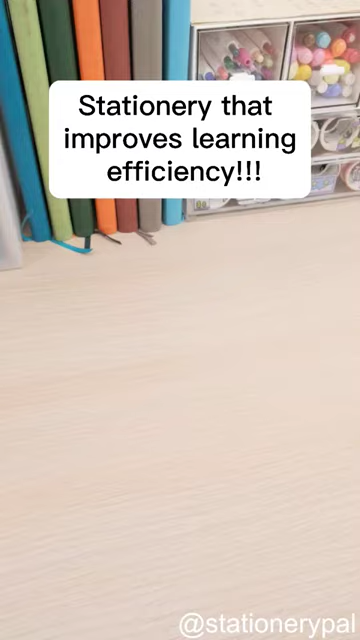 Stationery that
improves learning
efficiency!!!
@stationerypal